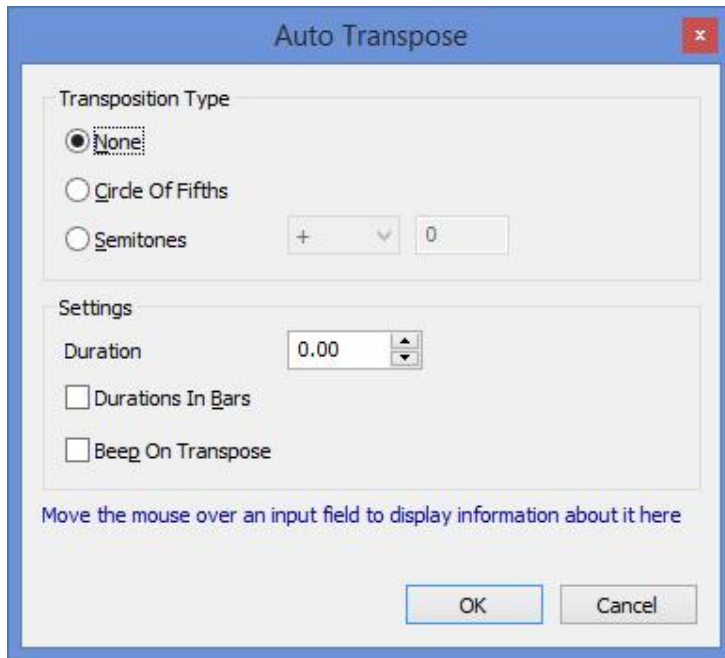 Auto Transpose
x
Transposition Type
None
Circle Of Fifths
Semitones + 0
Settings
Duration 0.00
Durations In Bars
Beep On Transpose
Move the mouse over an input field to display information about it here
OK Cancel